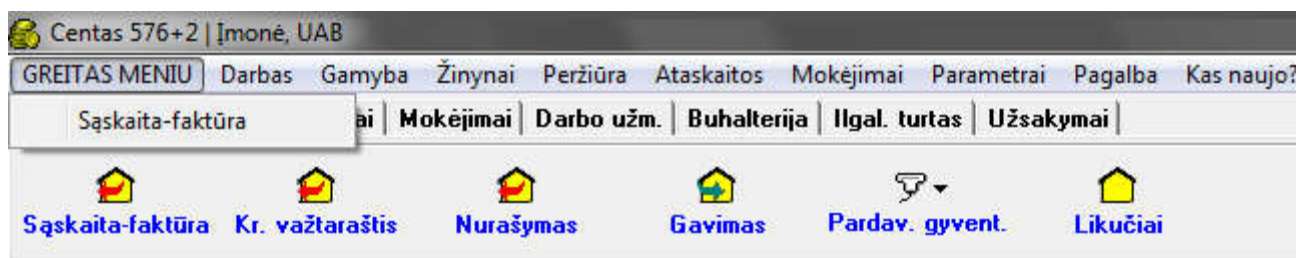 Centas 576+2 | Įmonė, UAB
GREITAS MENIU Darbas Gamyba Žinynai Peržiūra Ataskaitos Mokėjimai Parametrai Pagalba Kas naujo?
Sąskaita-faktūra
ai | Mokėjimai | Darbo užm. | Buhalterija | Ilgal. turtas | Užsakymai |
Sąskaita-faktūra Kr. važtaraštis Nurašymas Gavimas Pardav. gyvent. Likučiai